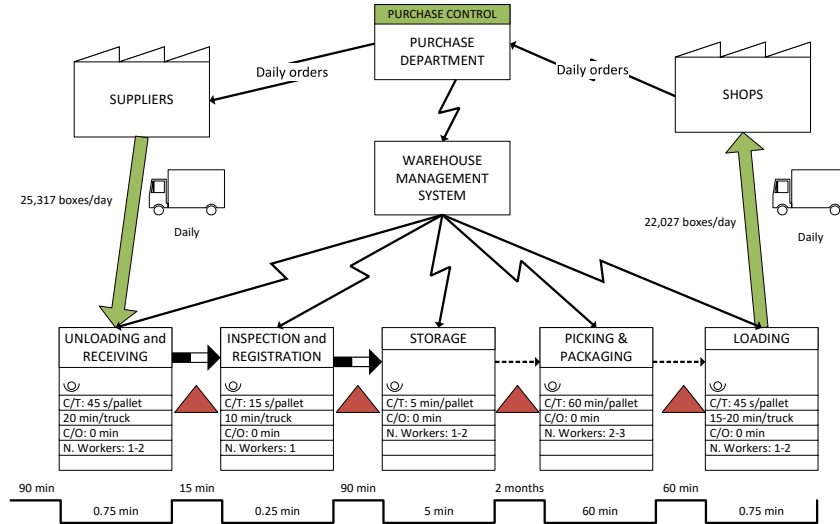 PURCHASE CONTROL
PURCHASE
DEPARTMENT
Daily orders
Daily orders
SUPPLIERS
SHOPS
WAREHOUSE
MANAGEMENT
SYSTEM
25,317 boxes/day
Daily
22,027 boxes/day
Daily
UNLOADING and
RECEIVING
C/T: 45 s/pallet
20 min/truck
C/O: 0 min
N. Workers: 1-2
INSPECTION and
REGISTRATION
C/T: 15 s/pallet
10 min/truck
C/O: 0 min
N. Workers: 1
STORAGE
C/T: 5 min/pallet
C/O: 0 min
N. Workers: 1-2
PICKING &
PACKAGING
C/T: 60 min/pallet
C/O: 0 min
N. Workers: 2-3
LOADING
C/T: 45 s/pallet
15-20 min/truck
C/O: 0 min
N. Workers: 1-2
90 min
0.75 min
15 min
0.25 min
90 min
5 min
2 months
60 min
60 min
0.75 min